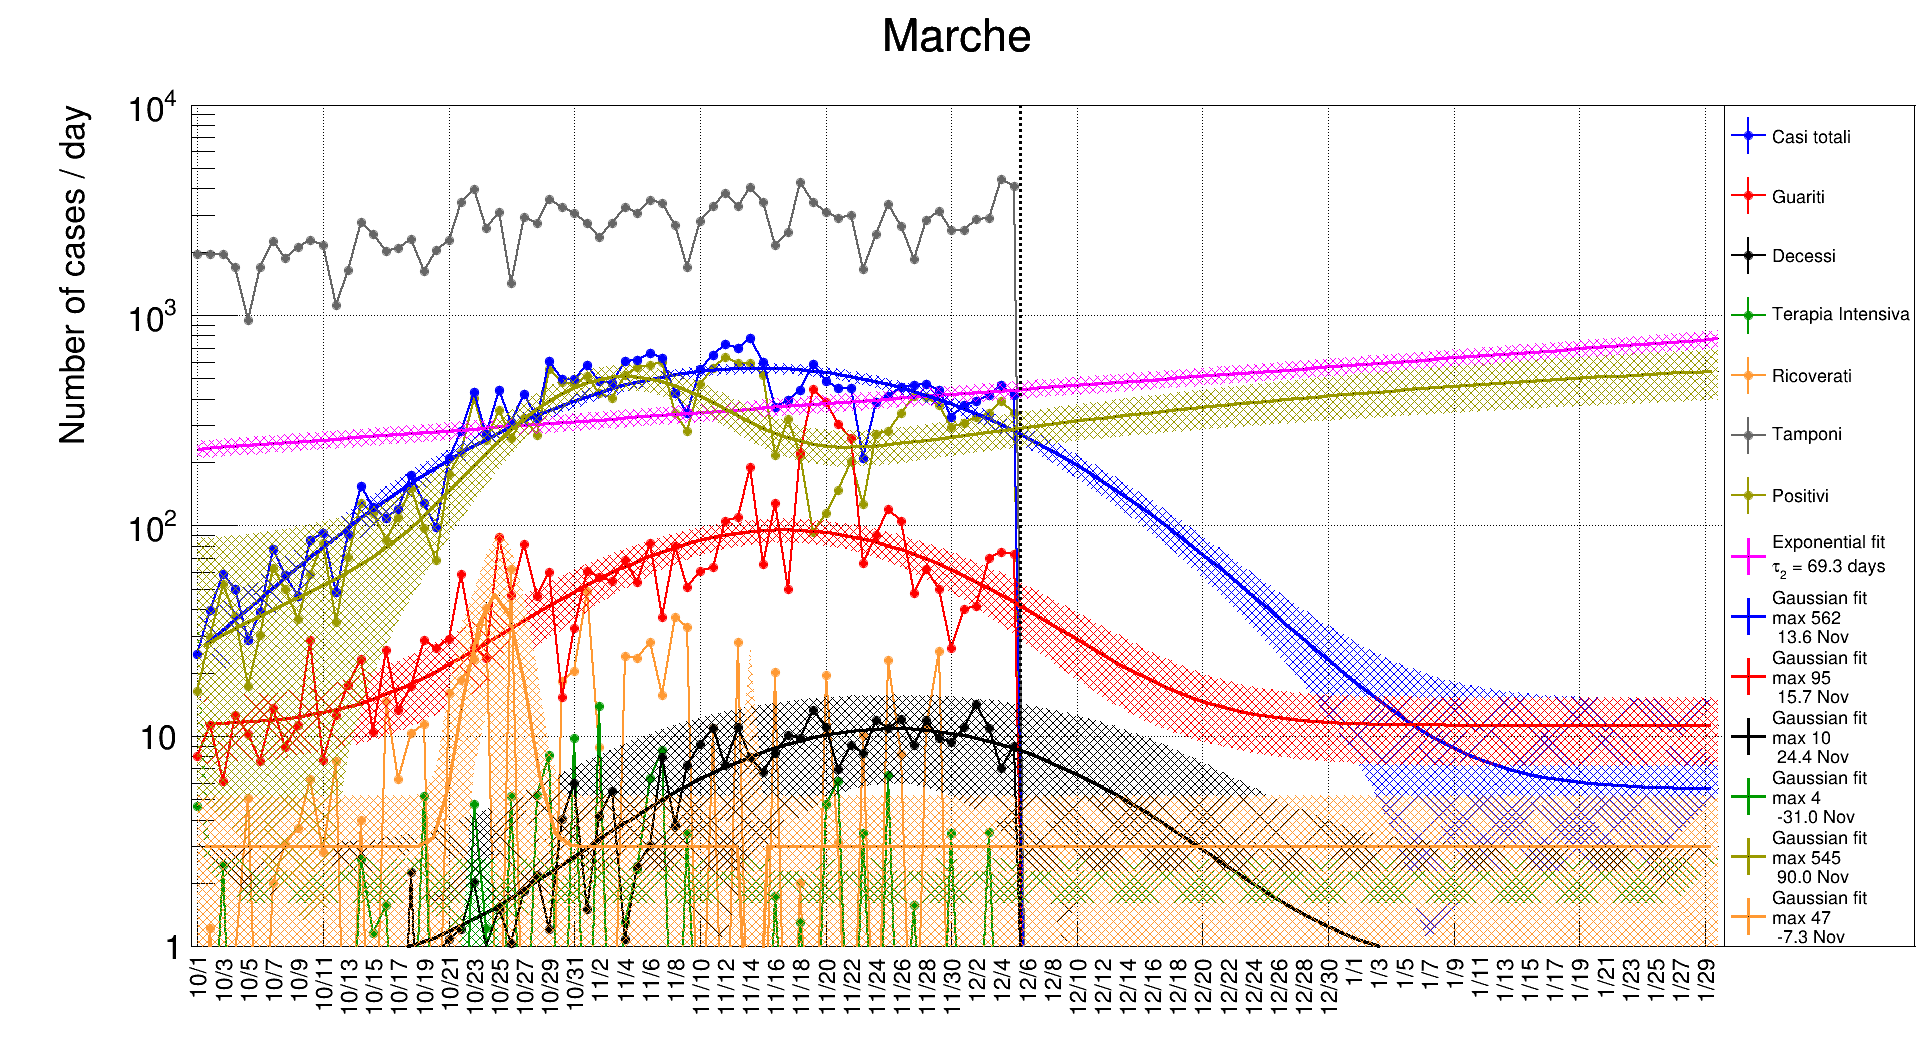 Marche
Number of cases / day
10^4
10^3
10^2
10
1
10/1
10/3
10/5
10/7
10/9
10/11
10/13
10/15
10/17
10/19
10/21
10/23
10/25
10/27
10/29
10/31
11/2
11/4
11/6
11/8
11/10
11/12
11/14
11/16
11/18
11/20
11/22
11/24
11/26
11/28
11/30
12/2
12/4
12/6
12/8
12/10
12/12
12/14
12/16
12/18
12/20
12/22
12/24
12/26
12/28
12/30
1/1
1/3
1/5
1/7
1/9
1/11
1/13
1/15
1/17
1/19
1/21
1/23
1/25
1/27
1/29
Casi totali
Guariti
Decessi
Terapia Intensiva
Ricoverati
Tamponi
Positivi
Exponential fit
τ₂ = 69.3 days
Gaussian fit
max 562
13.6 Nov
Gaussian fit
max 95
15.7 Nov
Gaussian fit
max 10
24.4 Nov
Gaussian fit
max 4
-31.0 Nov
Gaussian fit
max 545
90.0 Nov
Gaussian fit
max 47
-7.3 Nov